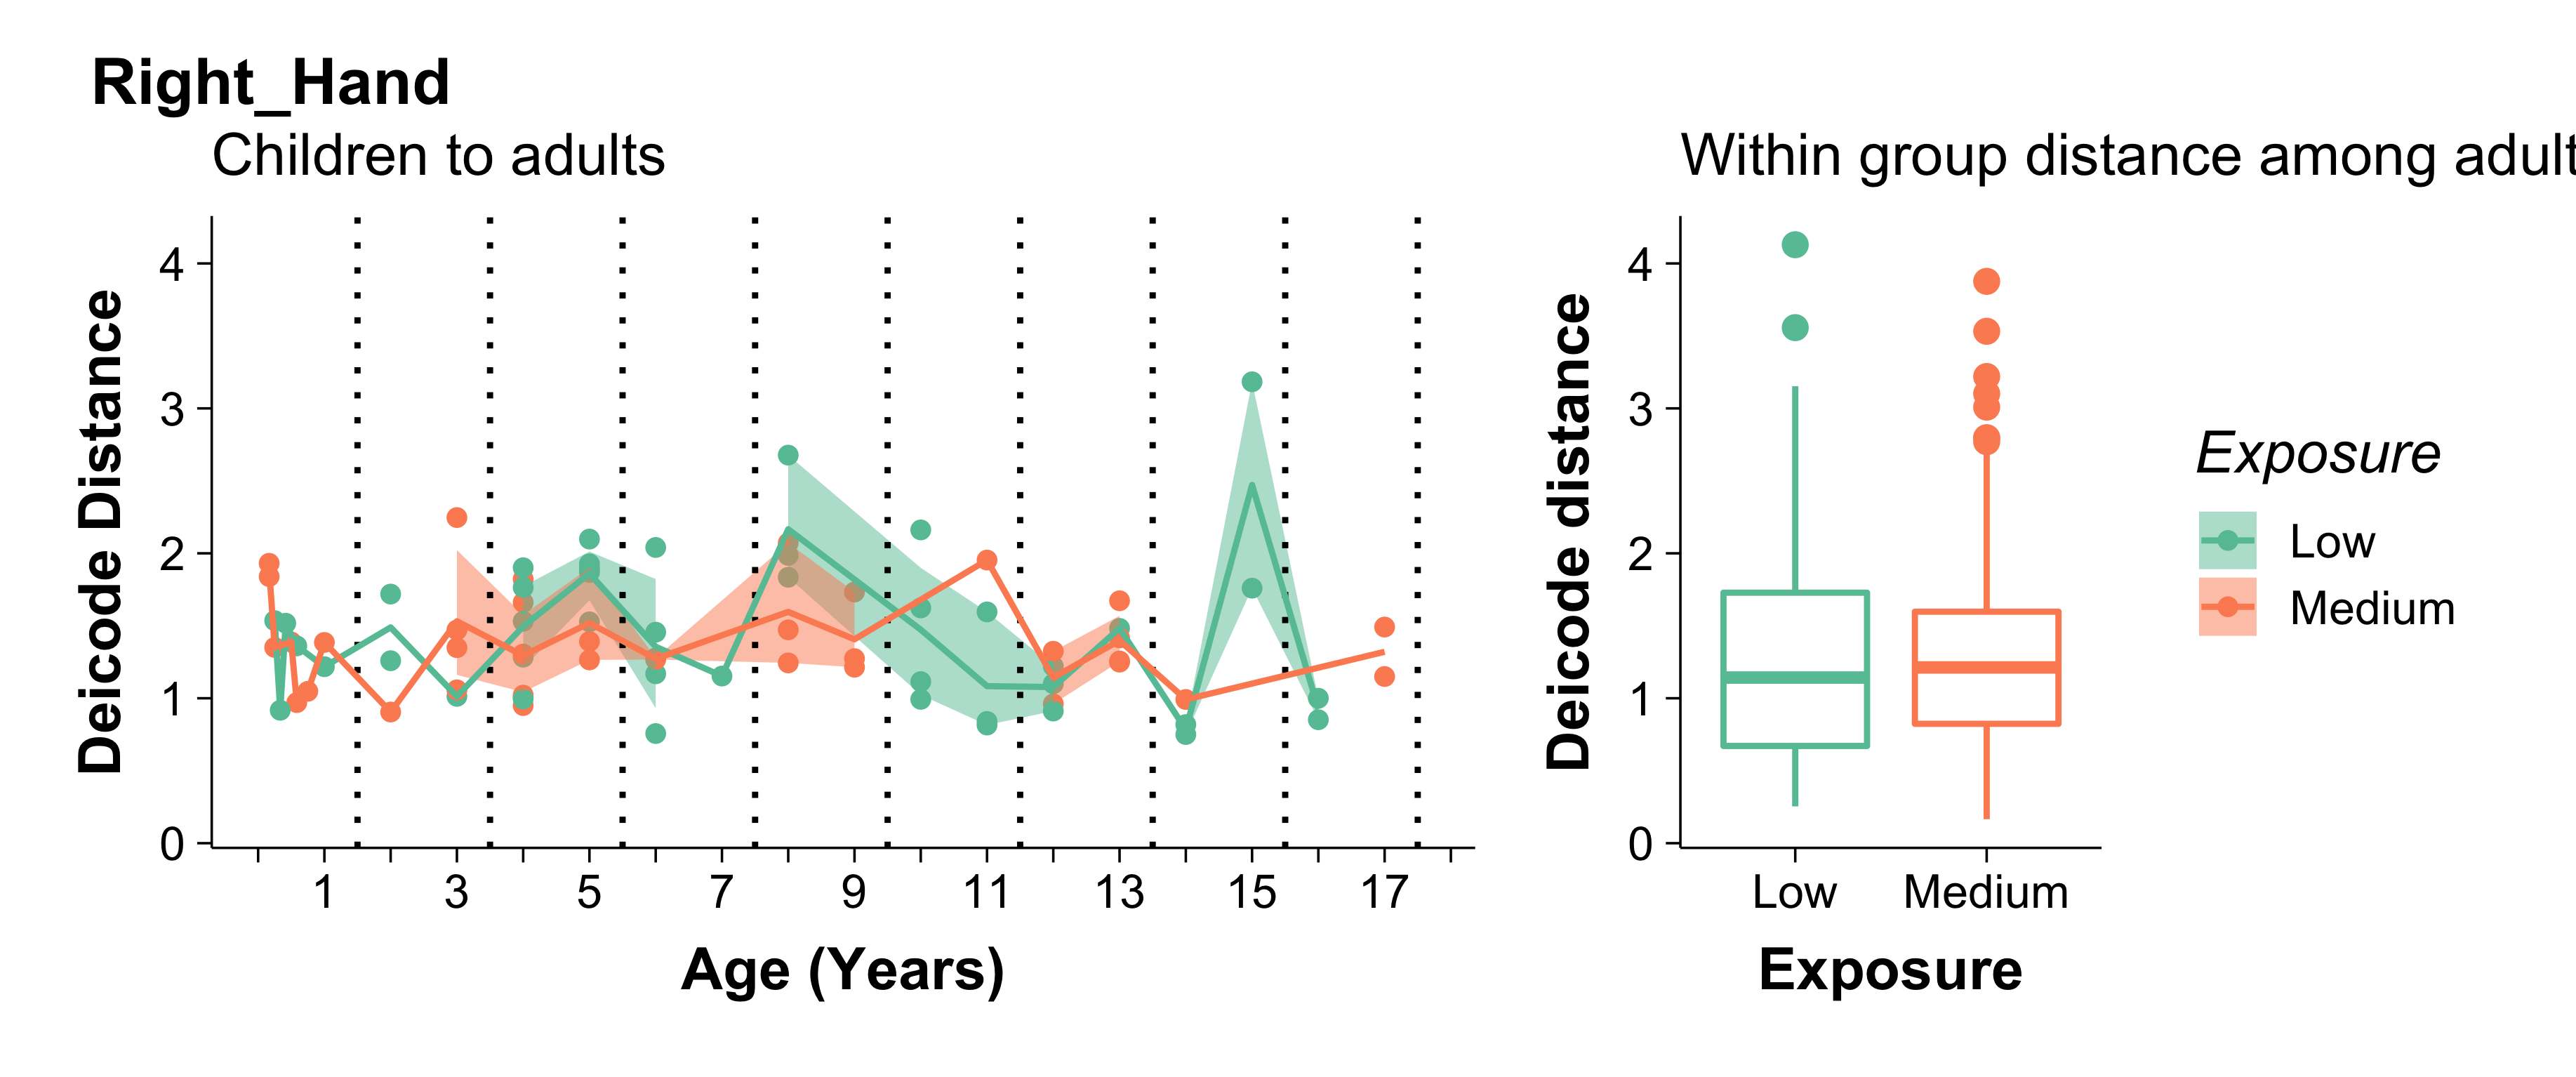 Right_Hand
Children to adults
Within group distance among adult
Deicode Distance
4
3
2
1
0
1 3 5 7 9 11 13 15 17
Age (Years)
Deicode distance
4
3
2
1
0
Low Medium
Exposure
Exposure
Low
Medium